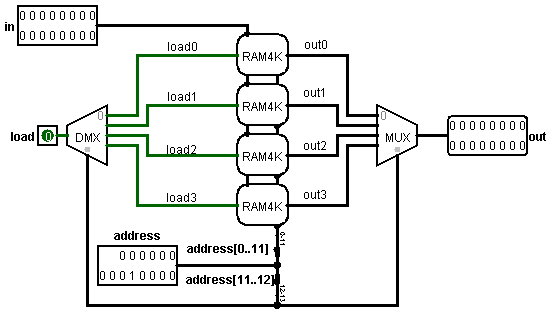 in
0 0 0 0 0 0 0 0
0 0 0 0 0 0 0 0
load0
RAM4K
out0
load1
RAM4K
out1
load
0
DMX
0
MUX
0
0 0 0 0 0 0 0 0
0 0 0 0 0 0 0 0
out
load2
RAM4K
out2
load3
RAM4K
out3
address
0 0 0 0 0 0
0 0 0 1 0 0 0 0
address[0..11]
0-11
address[11..12]
12-13